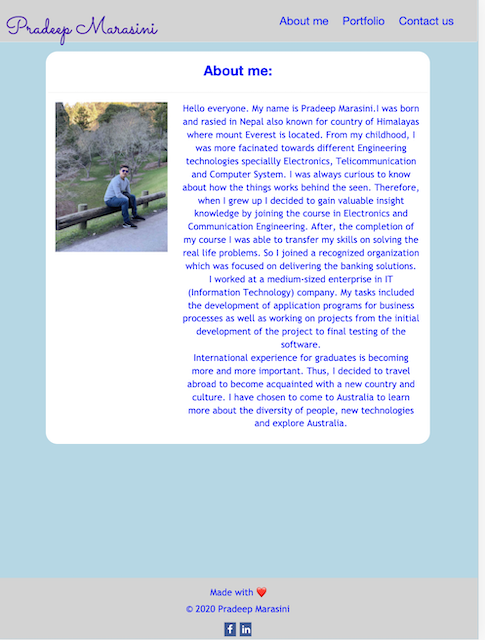 Pradeep Marasini
About me Portfolio Contact us
About me:
Hello everyone. My name is Pradeep Marasini.I was born
and rasied in Nepal also known for country of Himalayas
where mount Everest is located. From my childhood, I
was more facinated towards different Engineering
technologies speciallly Electronics, Telicommunication
and Computer System. I was always curious to know
about how the things works behind the seen. Therefore,
when I grew up I decided to gain valuable insight
knowledge by joining the course in Electronics and
Communication Engineering. After, the completion of
my course I was able to transfer my skills on solving the
real life problems. So I joined a recognized organization
which was focused on delivering the banking solutions.
I worked at a medium-sized enterprise in IT
(Information Technology) company. My tasks included
the development of application programs for business
processes as well as working on projects from the initial
development of the project to final testing of the
software.
International experience for graduates is becoming
more and more important. Thus, I decided to travel
abroad to become acquainted with a new country and
culture. I have chosen to come to Australia to learn
more about the diversity of people, new technologies
and explore Australia.
Made with ❤️
© 2020 Pradeep Marasini
f in